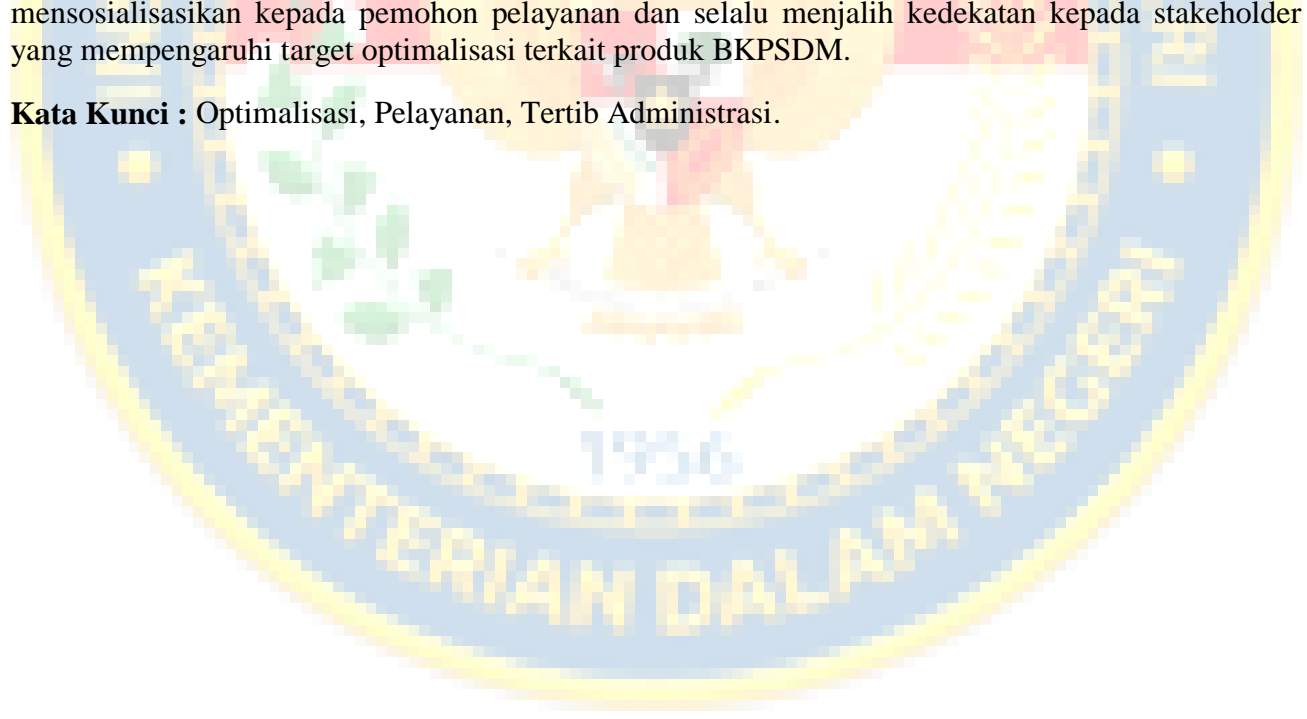 mensosialisasikan kepada pemohon pelayanan dan selalu menjalih kedekatan kepada stakeholder
yang mempengaruhi target optimalisasi terkait produk BKPSDM.
Kata Kunci : Optimalisasi, Pelayanan, Tertib Administrasi.
1956
KEMENTERIAN DALAM NEGERI